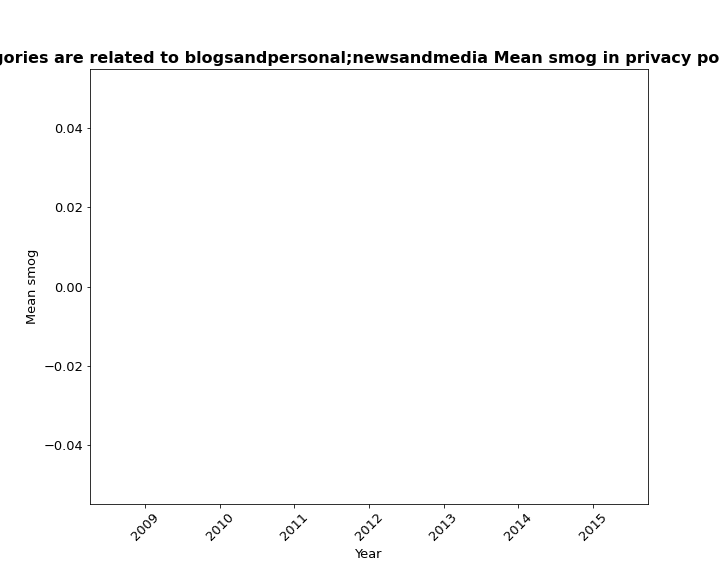 gories are related to blogsandpersonal;newsandmedia Mean smog in privacy po
0.04
0.02
0.00
−0.02
−0.04
Mean smog
2009 2010 2011 2012 2013 2014 2015
Year